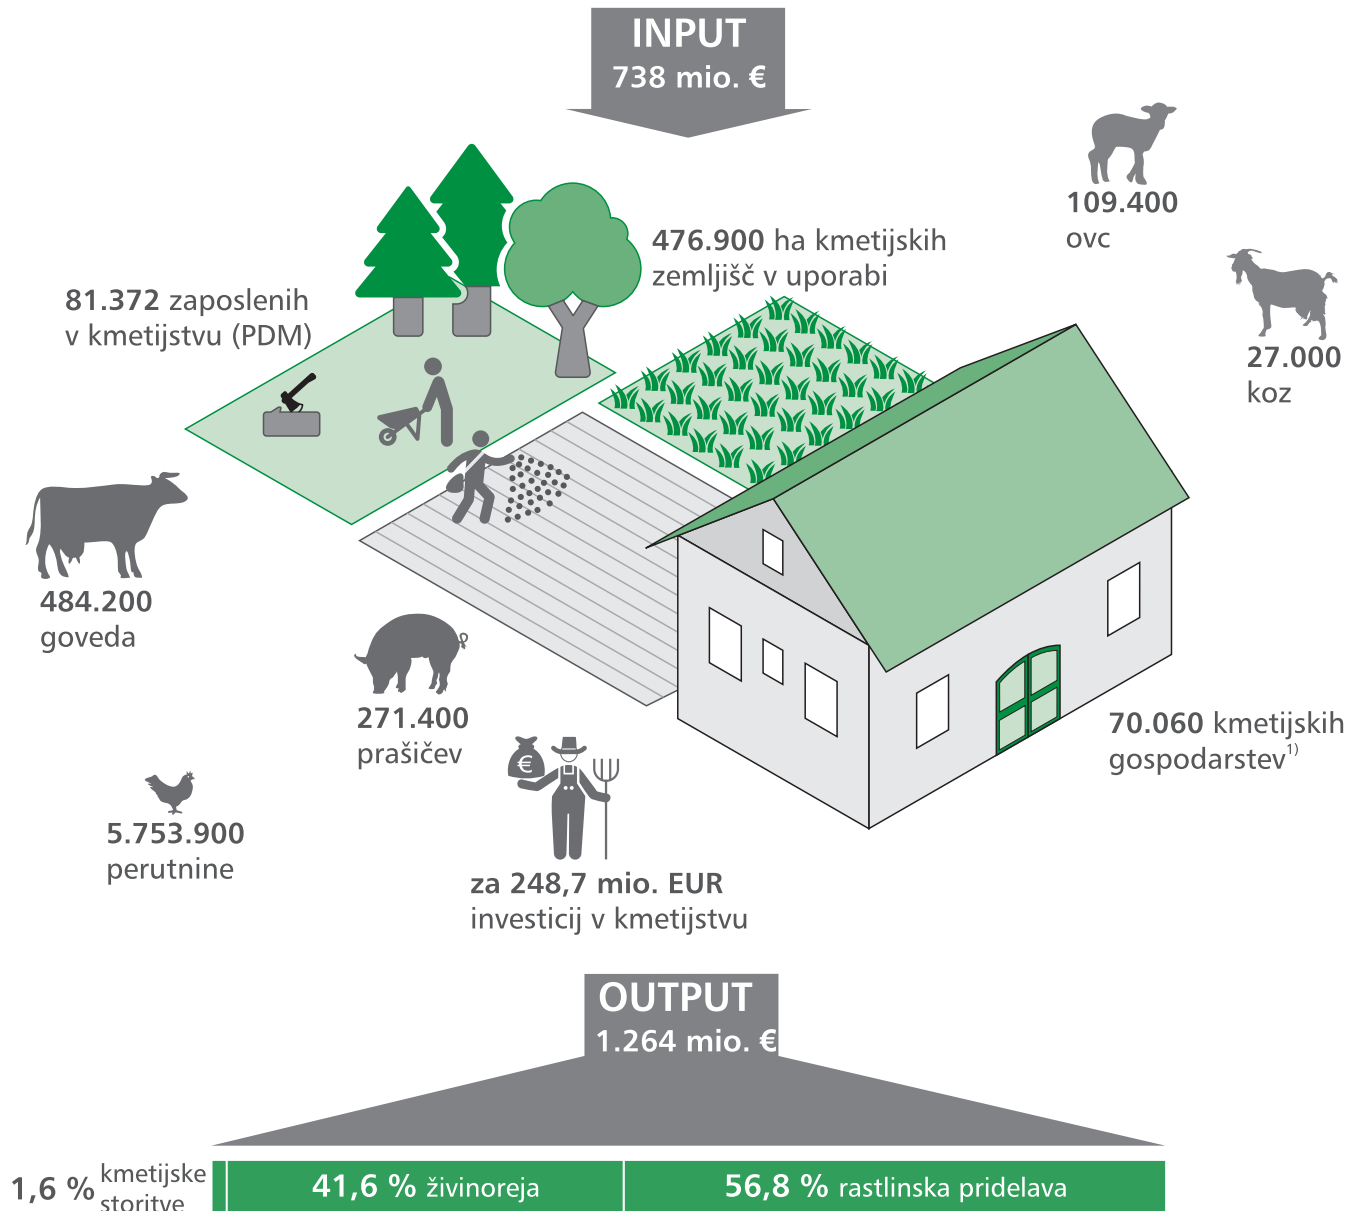 INPUT
738 mio. €
109.400
ovc
476.900 ha kmetijskih
zemljišč v uporabi
27.000
koz
81.372 zaposlenih
v kmetijstvu (PDM)
484.200
goveda
271.400
prašičev
70.060 kmetijskih
gospodarstev1)
€
5.753.900
perutnine
za 248,7 mio. EUR
investicij v kmetijstvu
OUTPUT
1.264 mio. €
1,6 % kmetijske
storitve
41,6 % živinoreja
56,8 % rastlinska pridelava